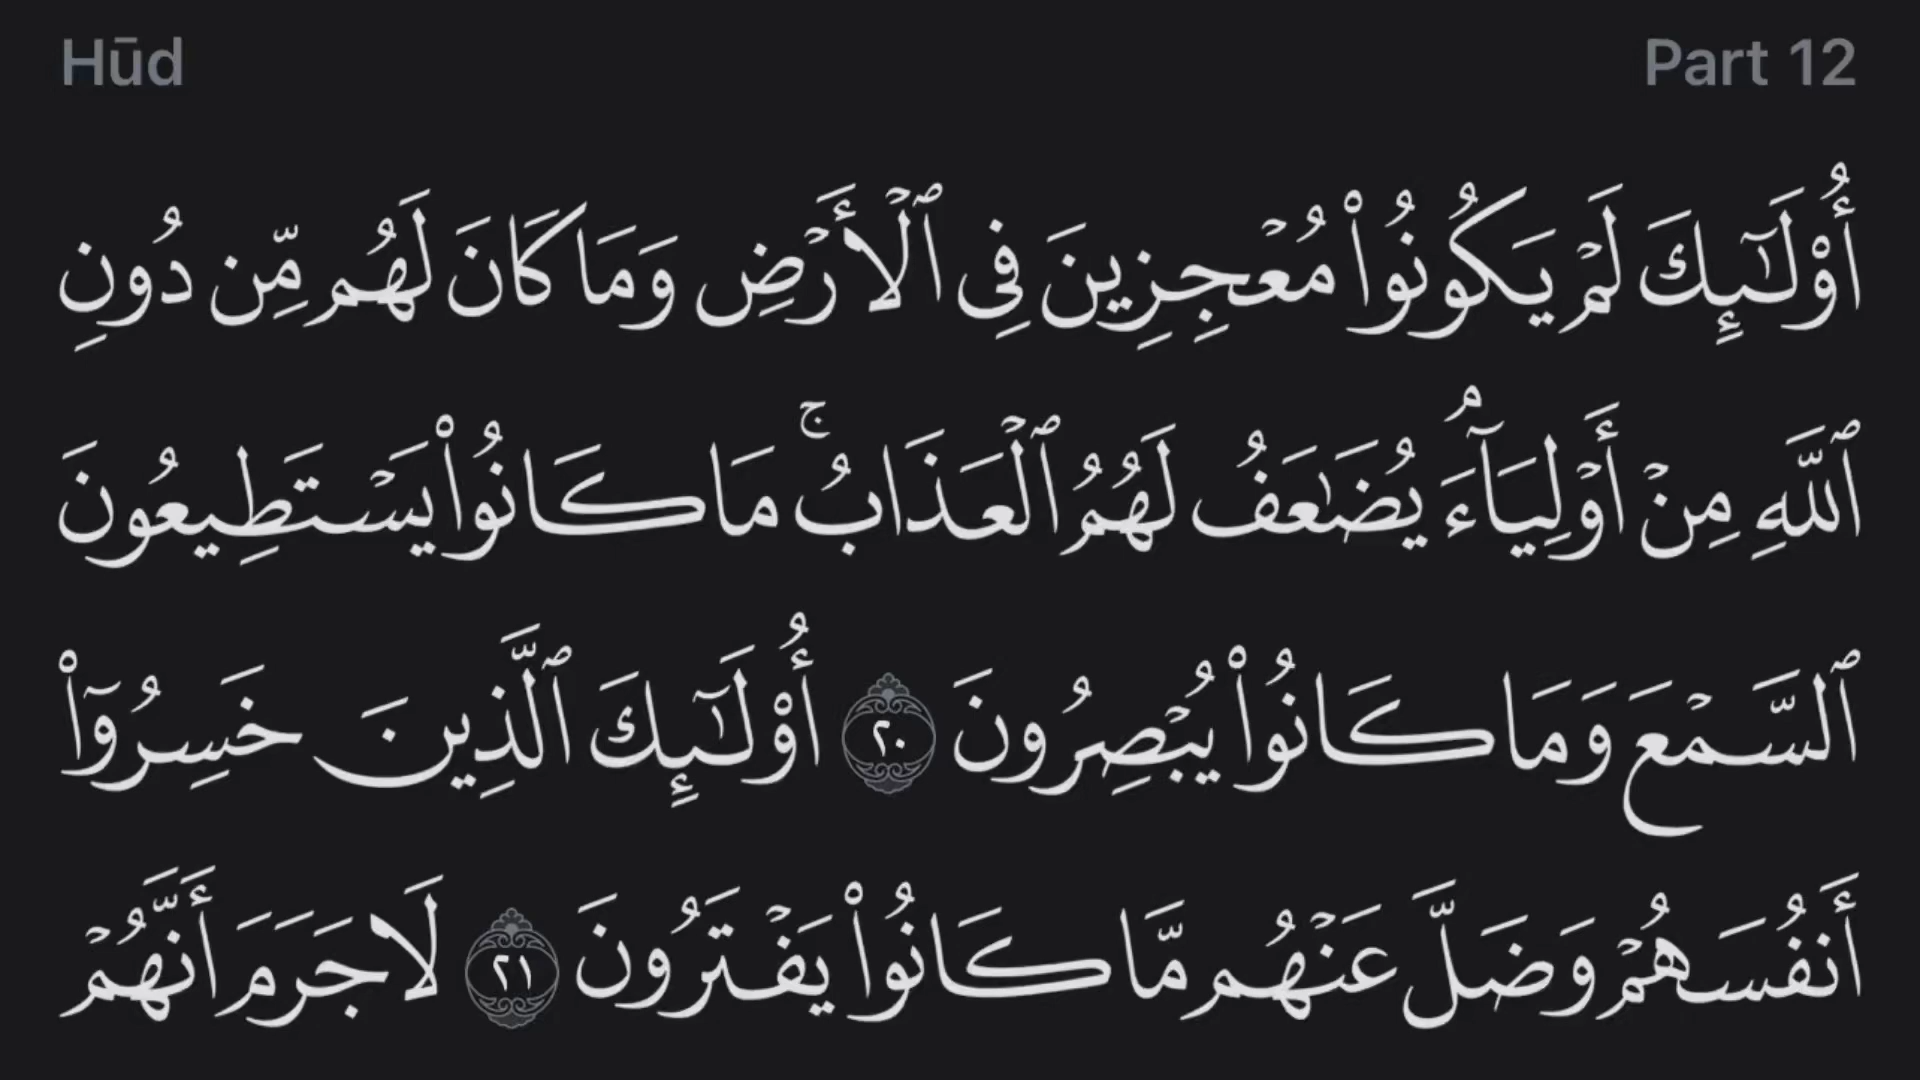 Hūd
Part 12
أُوْلَـٰٓئِكَ لَمۡ يَكُونُواْ مُعۡجِزِينَ فِي ٱلۡأَرۡضِ وَمَا كَانَ لَهُم مِّن دُونِ
ٱللَّهِ مِنۡ أَوۡلِيَآءَۘ يُضَٰعَفُ لَهُمُ ٱلۡعَذَابُۚ مَا كَانُواْ يَسۡتَطِيعُونَ
ٱلسَّمۡعَ وَمَا كَانُواْ يُبۡصِرُونَ ٢٠ أُوْلَـٰٓئِكَ ٱلَّذِينَ خَسِرُوٓاْ
أَنفُسَهُمۡ وَضَلَّ عَنۡهُم مَّا كَانُواْ يَفۡتَرُونَ ٢١ لَا جَرَمَ أَنَّهُمۡ